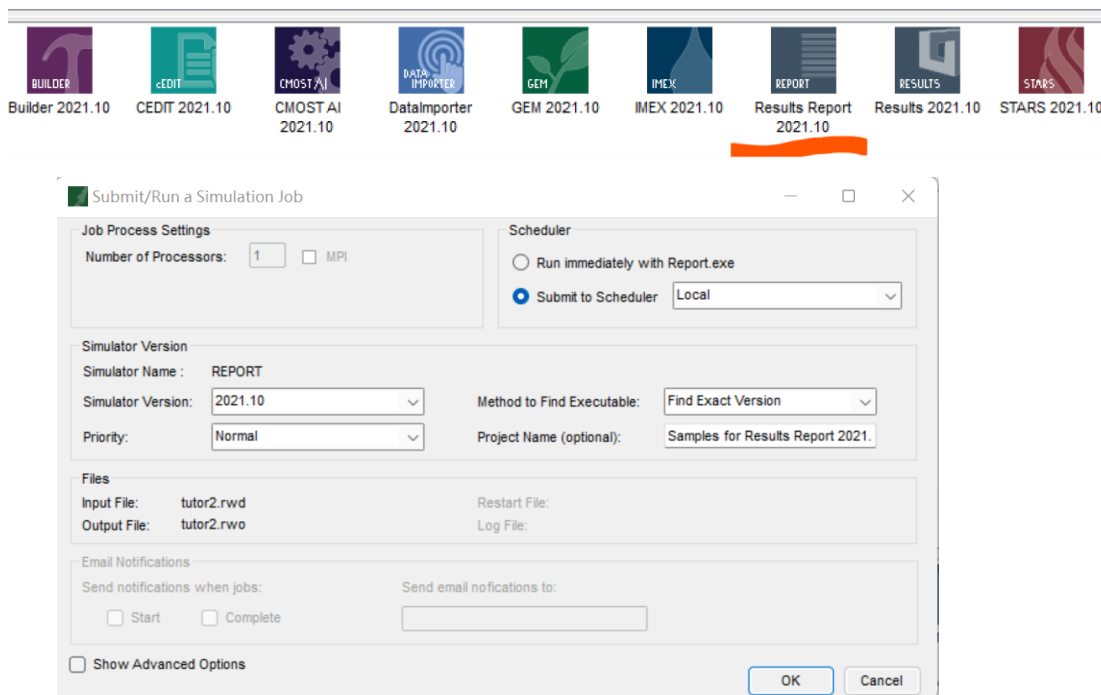 BUILDER cEDIT CMOST AI DATA IMPORTER GEM IMEX REPORT RESULTS STARS
Builder 2021.10 CEDIT 2021.10 CMOST AI 2021.10 DataImporter 2021.10 GEM 2021.10 IMEX 2021.10 Results Report 2021.10 Results 2021.10 STARS 2021.10
Submit/Run a Simulation Job
Job Process Settings
Number of Processors: 1 MPI
Scheduler
Run immediately with Report.exe
Submit to Scheduler Local
Simulator Version
Simulator Name : REPORT
Simulator Version: 2021.10 Method to Find Executable: Find Exact Version
Priority: Normal Project Name (optional): Samples for Results Report 2021.
Files
Input File: tutor2.rwd Restart File:
Output File: tutor2.rwo Log File:
Email Notifications
Send notifications when jobs: Send email nofications to:
Start Complete
Show Advanced Options
OK Cancel